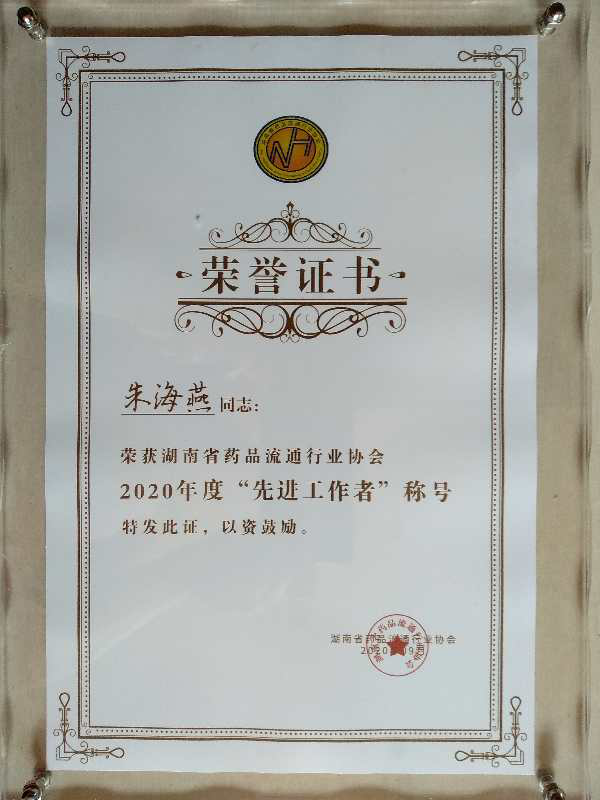 NH
荣誉证书
朱海燕同志：
荣获湖南省药品流通行业协会
2020年度“先进工作者”称号
特发此证，以资鼓励。
湖南省药品流通行业协会